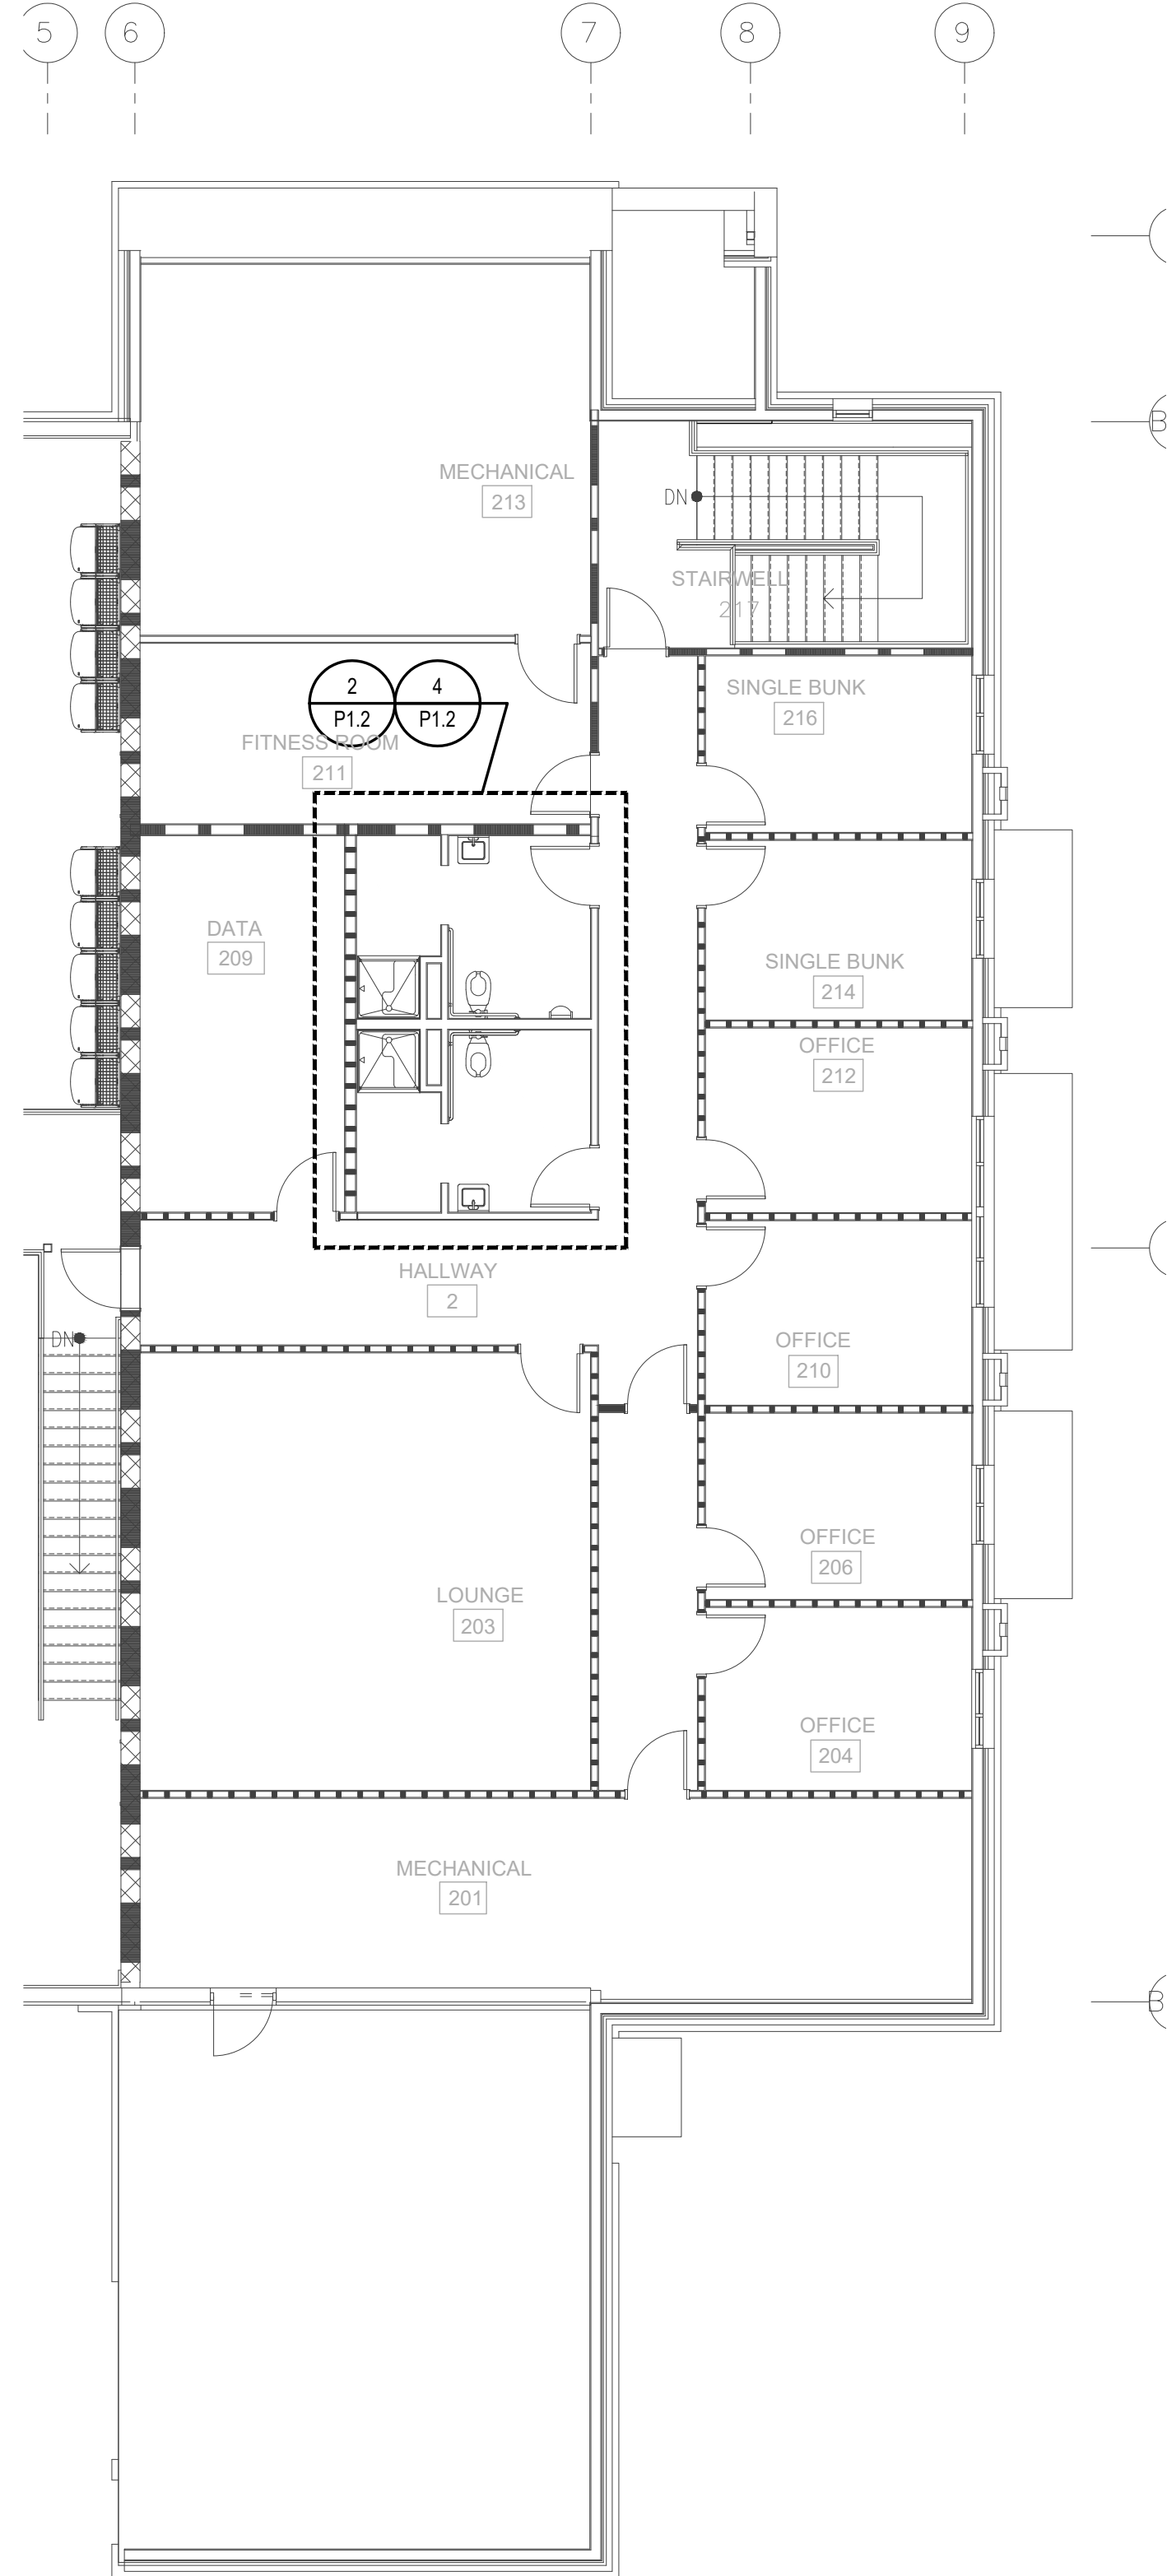 5
6
7
8
9
B
MECHANICAL
213
DN
STAIRWELL
217
2
P1.2
4
P1.2
SINGLE BUNK
216
FITNESS ROOM
211
DATA
209
SINGLE BUNK
214
OFFICE
212
HALLWAY
2
DN
OFFICE
210
OFFICE
206
LOUNGE
203
OFFICE
204
MECHANICAL
201
B